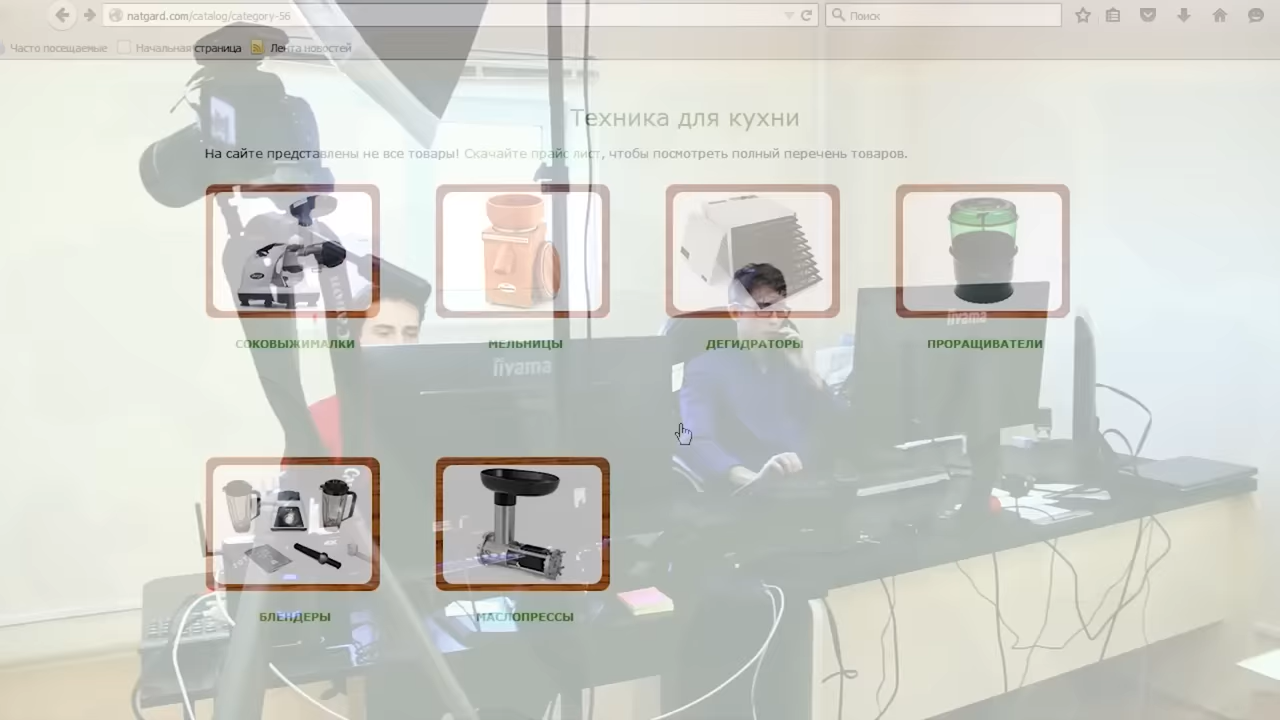 natgard.com/catalog/category-56
Поиск
Часто посещаемые
Начальная страница
Лента новостей
Техника для кухни
На сайте представлены не все товары! Скачайте прайс лист, чтобы посмотреть полный перечень товаров.
СОКОВЫЖИМАЛКИ
МЕЛЬНИЦЫ
ДЕГИДРАТОРЫ
ПРОРАЩИВАТЕЛИ
iiyama
iiyama
CANON
БЛЕНДЕРЫ
МАСЛОПРЕССЫ